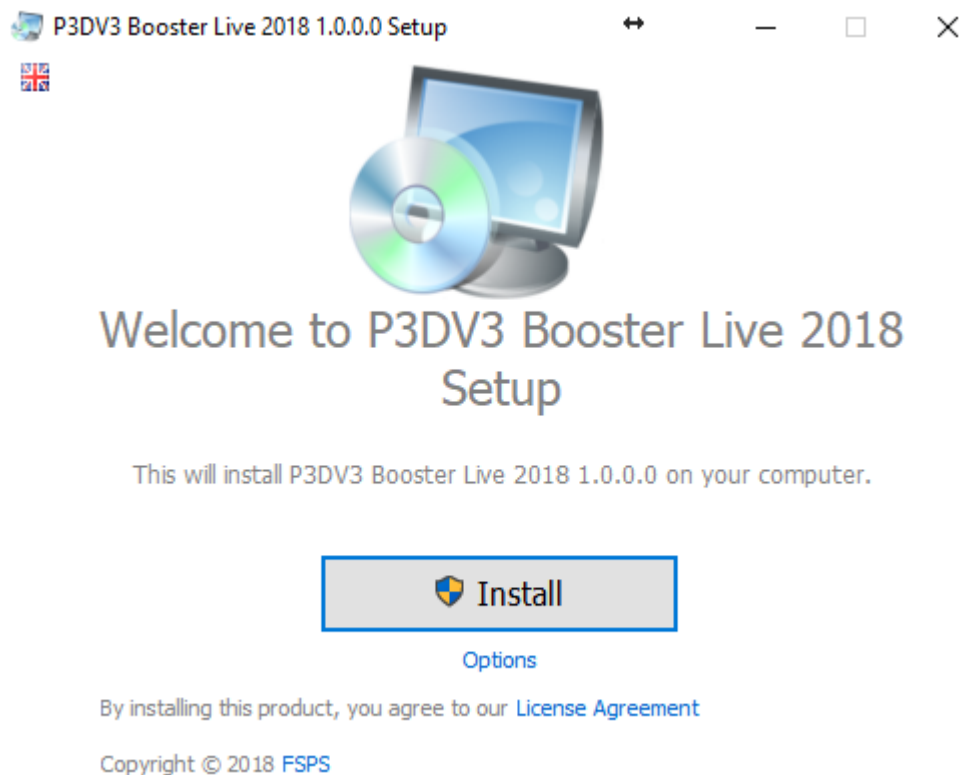 P3DV3 Booster Live 2018 1.0.0.0 Setup
Welcome to P3DV3 Booster Live 2018
Setup
This will install P3DV3 Booster Live 2018 1.0.0.0 on your computer.
Install
Options
By installing this product, you agree to our License Agreement
Copyright © 2018 FSPS